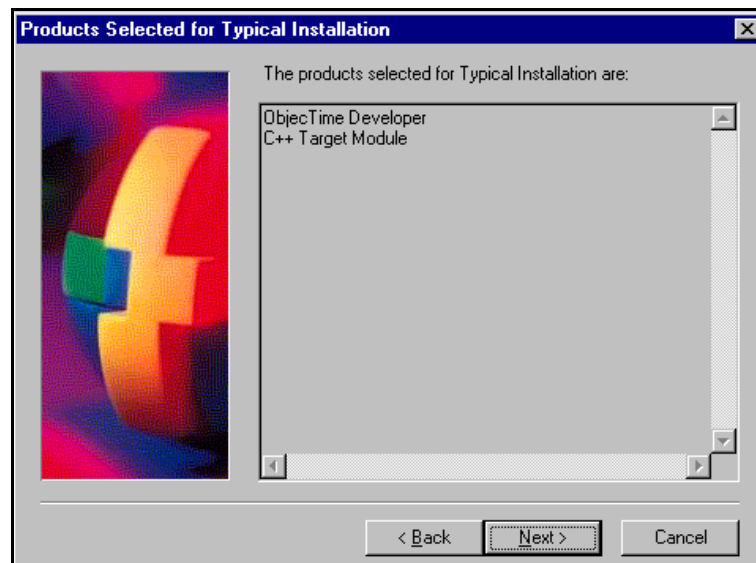 Products Selected for Typical Installation
The products selected for Typical Installation are:
ObjecTime Developer
C++ Target Module
< Back
Next >
Cancel